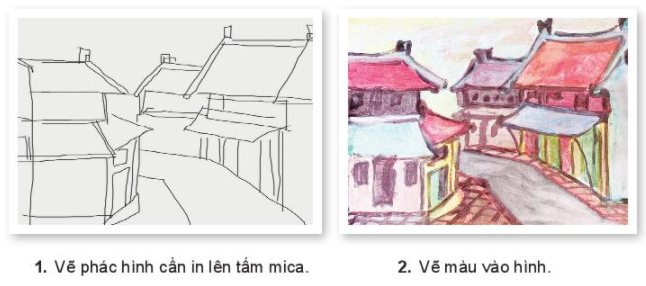 1. Vẽ phác hình cần in lên tấm mica.
2. Vẽ màu vào hình.